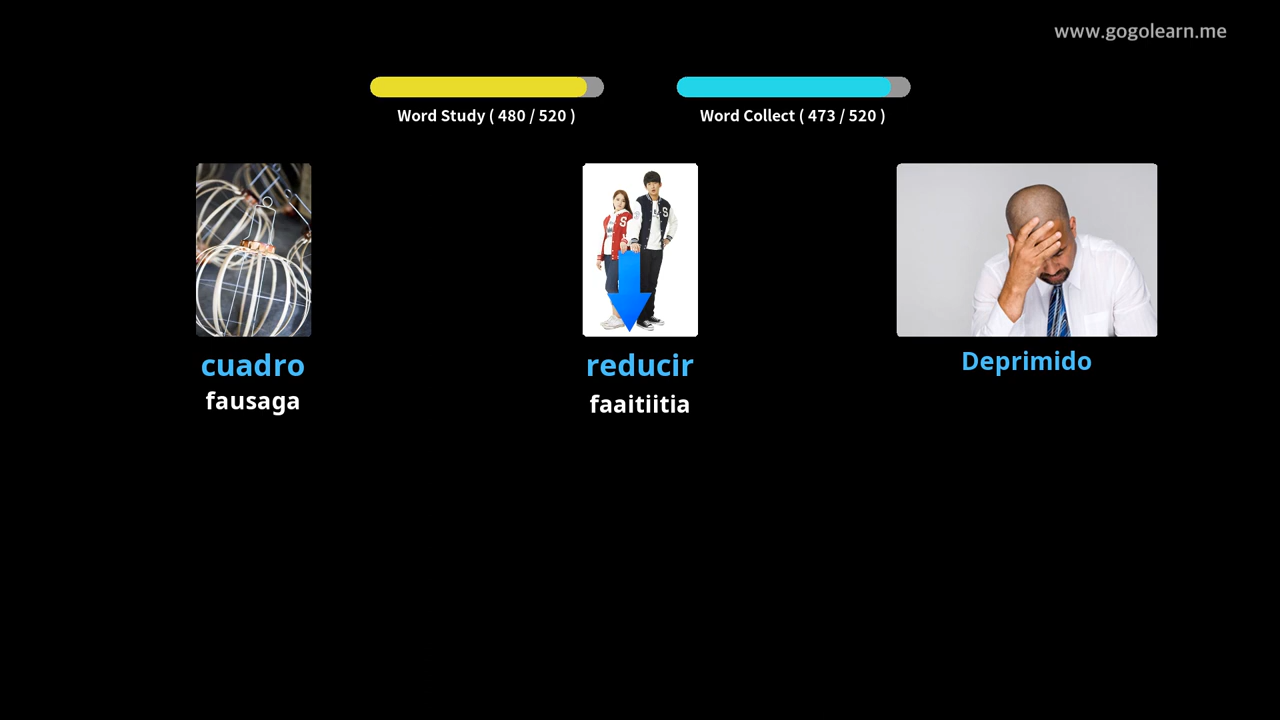 www.gogolearn.me
Word Study ( 480 / 520 )
Word Collect ( 473 / 520 )
cuadro
fausaga
reducir
faaitiitia
Deprimido